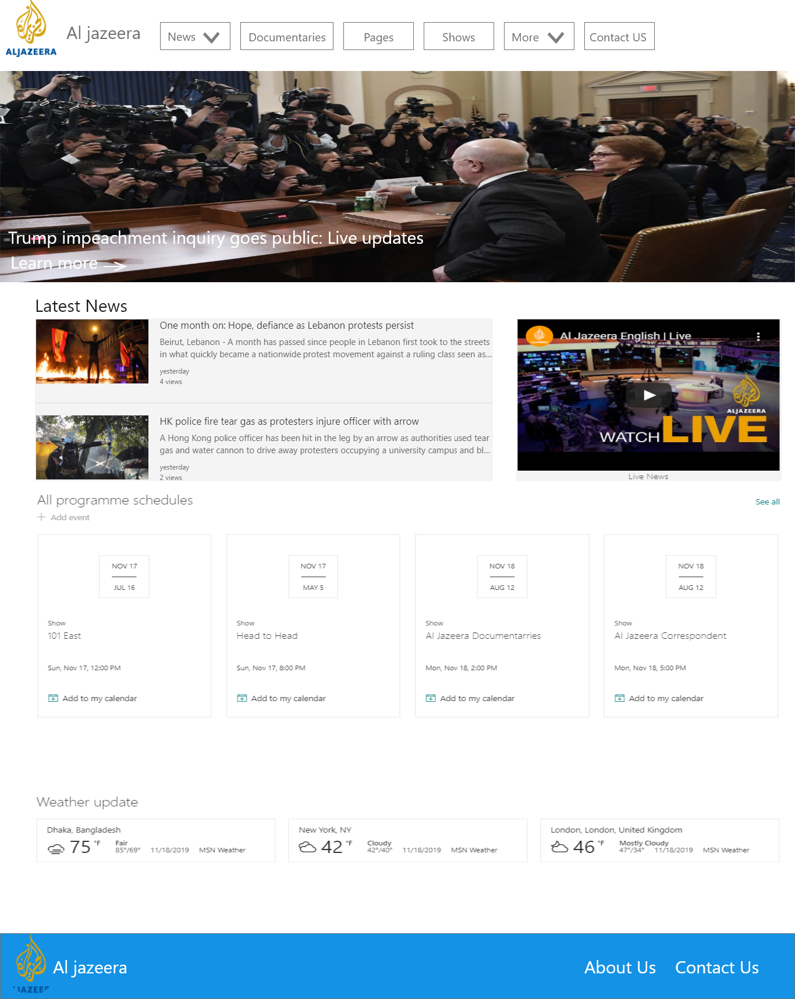 ALJAZEERA
Al jazeera
News
Documentaries
Pages
Shows
More
Contact US
AMBASSADOR
Trump impeachment inquiry goes public: Live updates
Learn more
Latest News
One month on: Hope, defiance as Lebanon protests persist
Beirut, Lebanon - A month has passed since people in Lebanon first took to the streets
in what quickly became a nationwide protest movement against a ruling class seen as...
yesterday
4 views
HK police fire tear gas as protesters injure officer with arrow
A Hong Kong police officer has been hit in the leg by an arrow as authorities used tear
gas and water cannon to drive away protesters occupying a university campus and bl...
yesterday
2 views
Al Jazeera English | Live
ALJAZEERA
WATCH LIVE
Live News
All programme schedules
See all
Add event
NOV 17
JUL 16
Show
101 East
Sun, Nov 17, 12:00 PM
Add to my calendar
NOV 17
MAY 5
Show
Head to Head
Sun, Nov 17, 8:00 PM
Add to my calendar
NOV 18
AUG 12
Show
Al Jazeera Documentarries
Mon, Nov 18, 2:00 PM
Add to my calendar
NOV 18
AUG 12
Show
Al Jazeera Correspondent
Mon, Nov 18, 5:00 PM
Add to my calendar
Weather update
Dhaka, Bangladesh
75 °F
Fair
85°/69° 11/18/2019 MSN Weather
New York, NY
42 °F
Cloudy
42°/40° 11/18/2019 MSN Weather
London, London, United Kingdom
46 °F
Mostly Cloudy
47°/34° 11/18/2019 MSN Weather
Al jazeera
About Us
Contact Us